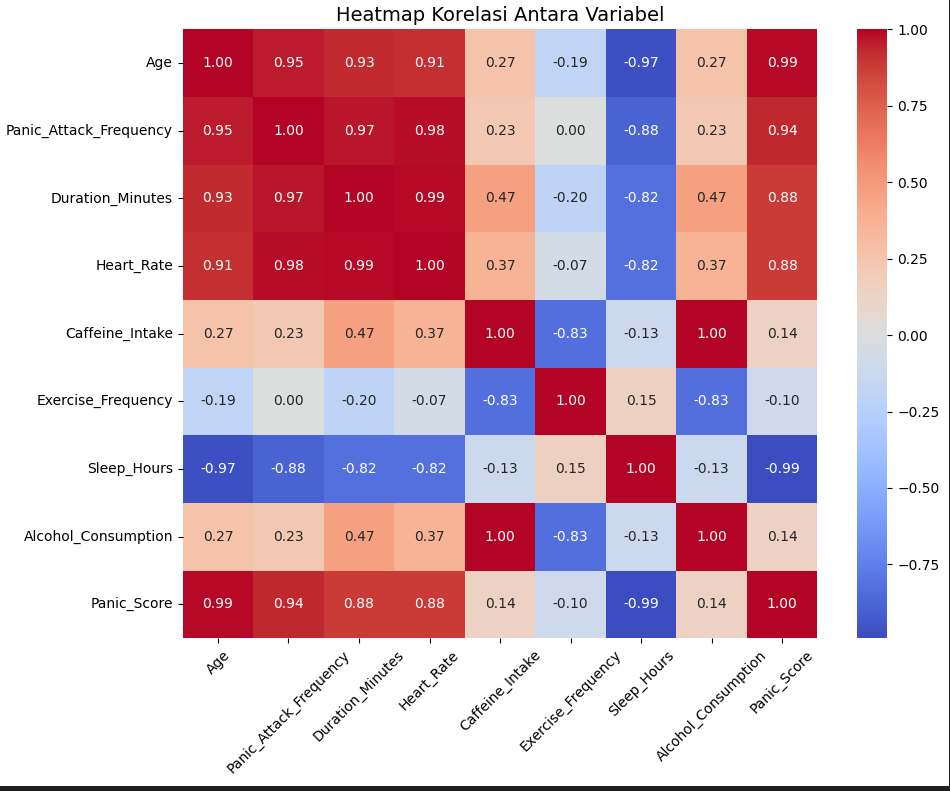 Heatmap Korelasi Antara Variabel
Age 1.00 0.95 0.93 0.91 0.27 -0.19 -0.97 0.27 0.99
Panic_Attack_Frequency 0.95 1.00 0.97 0.98 0.23 0.00 -0.88 0.23 0.94
Duration_Minutes 0.93 0.97 1.00 0.99 0.47 -0.20 -0.82 0.47 0.88
Heart_Rate 0.91 0.98 0.99 1.00 0.37 -0.07 -0.82 0.37 0.88
Caffeine_Intake 0.27 0.23 0.47 0.37 1.00 -0.83 -0.13 1.00 0.14
Exercise_Frequency -0.19 0.00 -0.20 -0.07 -0.83 1.00 0.15 -0.83 -0.10
Sleep_Hours -0.97 -0.88 -0.82 -0.82 -0.13 0.15 1.00 -0.13 -0.99
Alcohol_Consumption 0.27 0.23 0.47 0.37 1.00 -0.83 -0.13 1.00 0.14
Panic_Score 0.99 0.94 0.88 0.88 0.14 -0.10 -0.99 0.14 1.00
Age
Panic_Attack_Frequency
Duration_Minutes
Heart_Rate
Caffeine_Intake
Exercise_Frequency
Sleep_Hours
Alcohol_Consumption
Panic_Score
1.00
0.75
0.50
0.25
0.00
−0.25
−0.50
−0.75